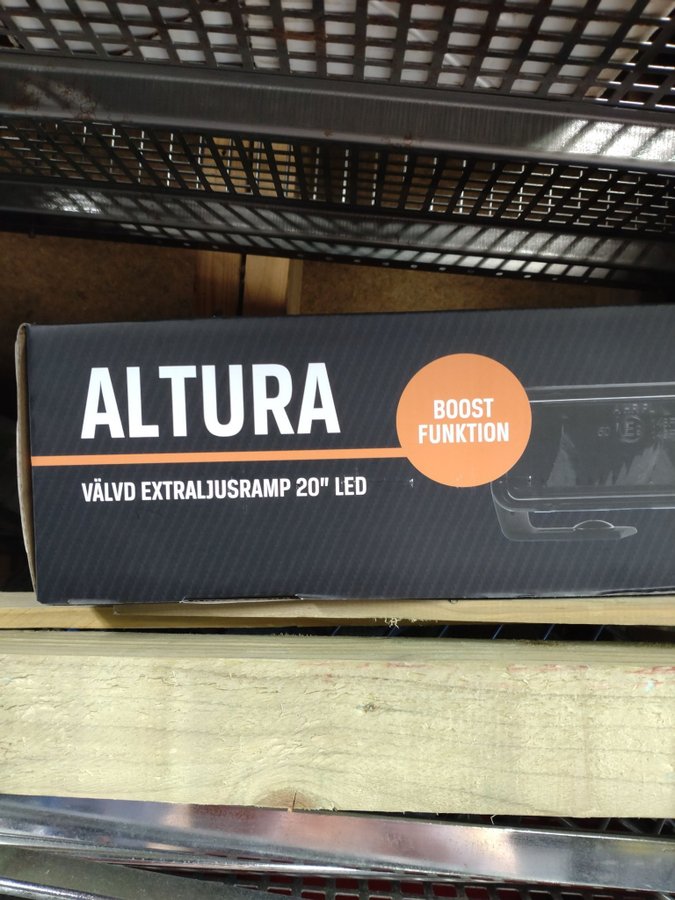 ALTURA
BOOST
FUNKTION
VÄLVD EXTRALJUSRAMP 20" LED